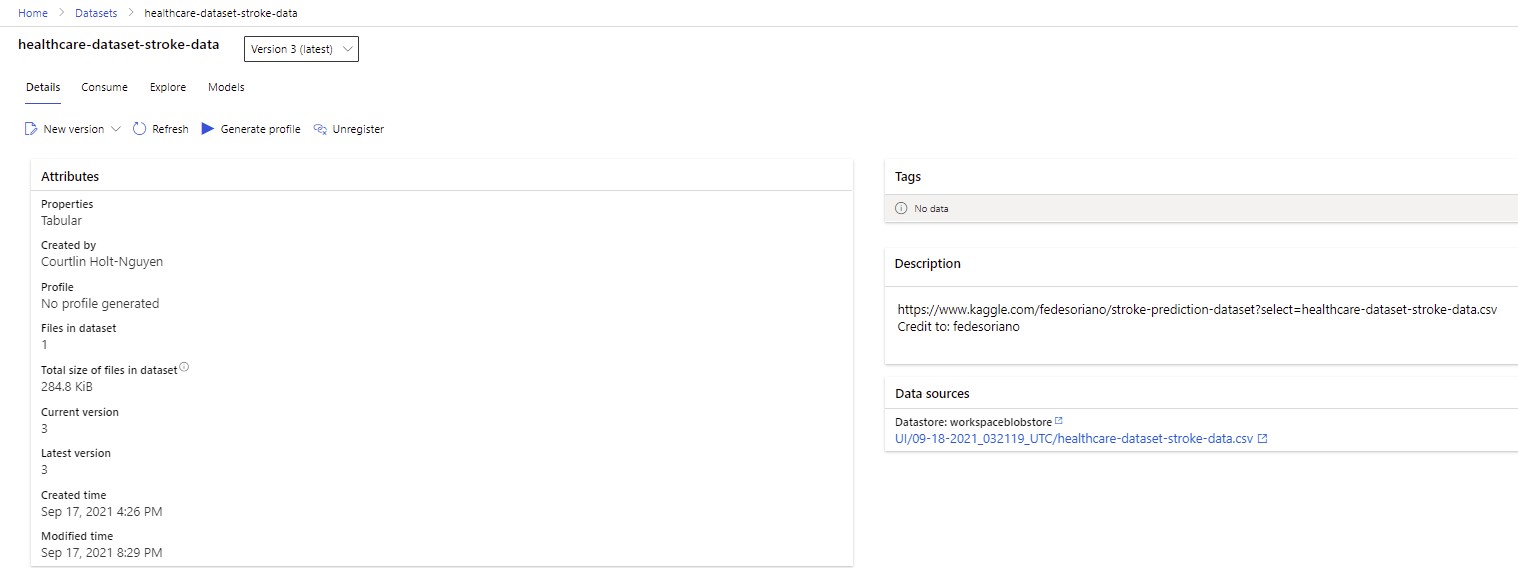 Home > Datasets > healthcare-dataset-stroke-data
healthcare-dataset-stroke-data
Version 3 (latest)
Details Consume Explore Models
New version Refresh Generate profile Unregister
Attributes
Properties
Tabular
Created by
Courtlin Holt-Nguyen
Profile
No profile generated
Files in dataset
1
Total size of files in dataset
284.8 KiB
Current version
3
Latest version
3
Created time
Sep 17, 2021 4:26 PM
Modified time
Sep 17, 2021 8:29 PM
Tags
No data
Description
https://www.kaggle.com/fedesoriano/stroke-prediction-dataset?select=healthcare-dataset-stroke-data.csv
Credit to: fedesoriano
Data sources
Datastore: workspaceblobstore
UI/09-18-2021_032119_UTC/healthcare-dataset-stroke-data.csv